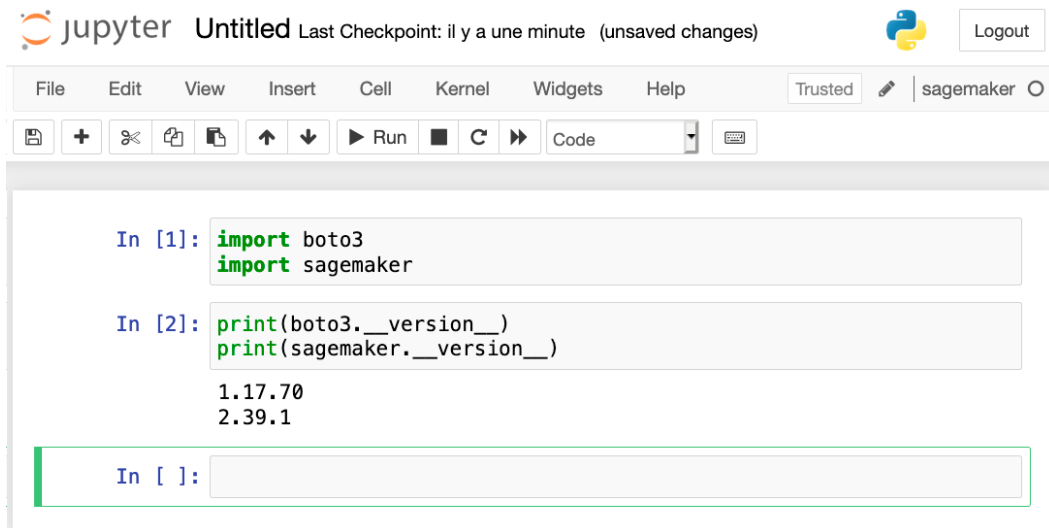 jupyter Untitled Last Checkpoint: il y a une minute (unsaved changes)
Logout
File Edit View Insert Cell Kernel Widgets Help Trusted sagemaker
Run Code
In [1]: import boto3
import sagemaker
In [2]: print(boto3.__version__)
print(sagemaker.__version__)
1.17.70
2.39.1
In [ ]: